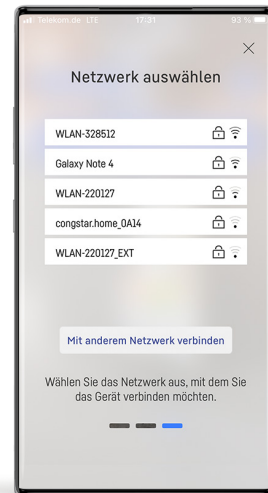 Telekom.de LTE 17:31 93 %
Netzwerk auswählen
WLAN-328512
Galaxy Note 4
WLAN-220127
congstar.home_0A14
WLAN-220127_EXT
Mit anderem Netzwerk verbinden
Wählen Sie das Netzwerk aus, mit dem Sie
das Gerät verbinden möchten.